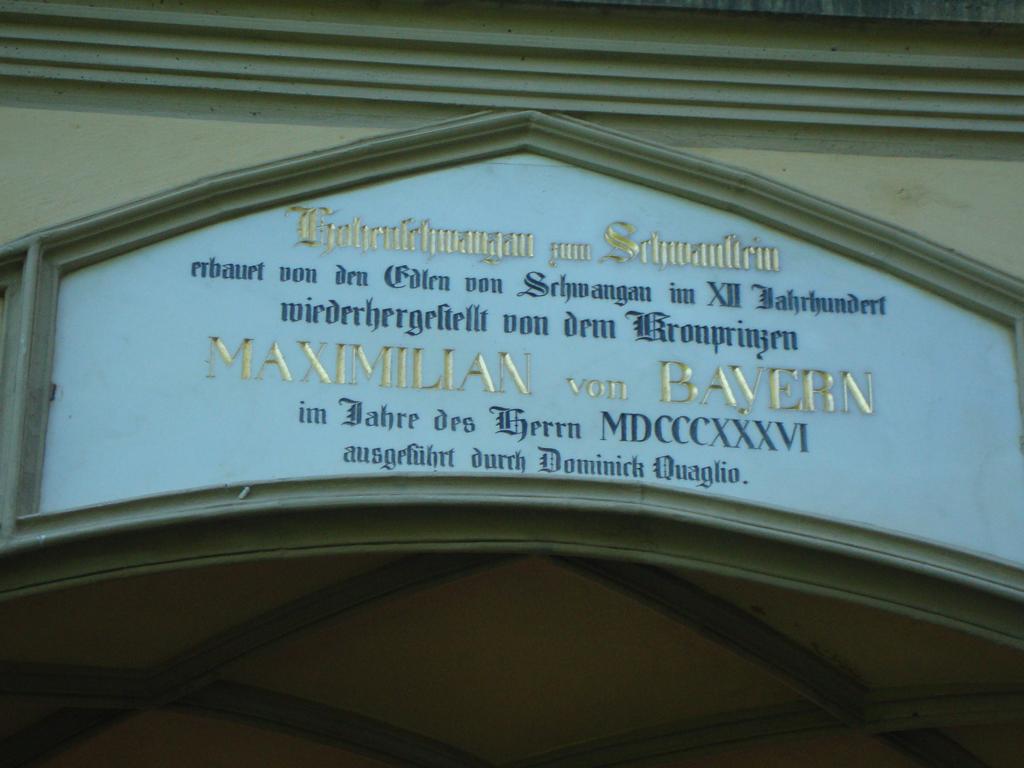 Hohenschwangau zum Schwanstein
erbauet von den Edlen von Schwangau im XII Jahrhundert
wiederhergestellt von dem Kronprinzen
MAXIMILIAN von BAYERN
im Jahre des Herrn MDCCCXXXVI
ausgeführt durch Dominick Quaglio.